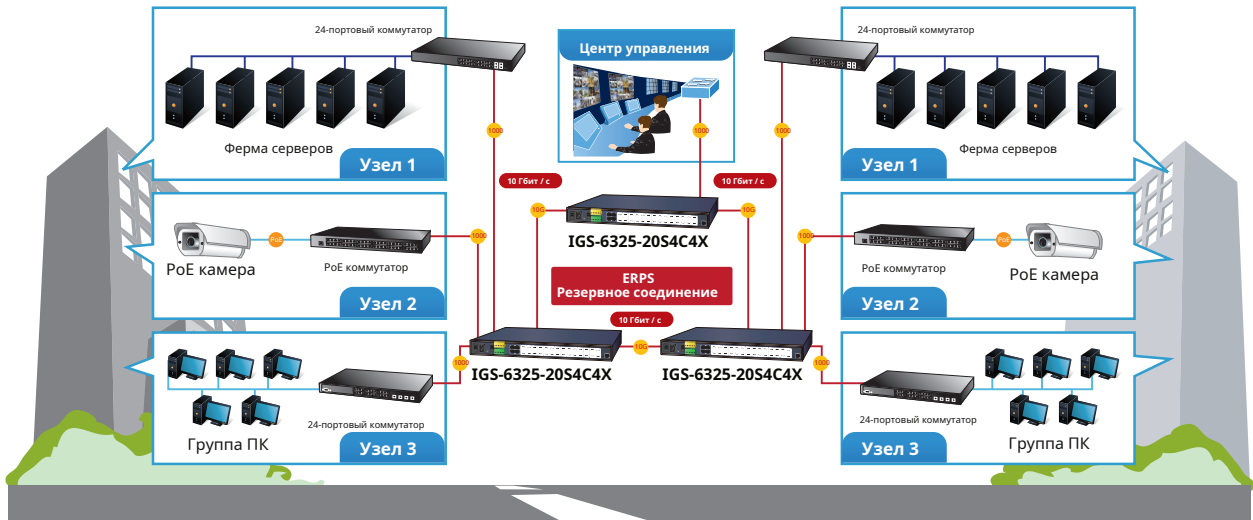 24-портовый коммутатор
Ферма серверов
Узел 1
1000
Центр управления
1000
24-портовый коммутатор
1000
Ферма серверов
Узел 1
10 Гбит / с
10 Гбит / с
10G
10G
IGS-6325-20S4C4X
PoE
1000
PoE камера
PoE коммутатор
Узел 2
1000
PoE
PoE коммутатор
PoE камера
Узел 2
ERPS
Резервное соединение
10 Гбит / с
10G
1000
1000
IGS-6325-20S4C4X
IGS-6325-20S4C4X
24-портовый коммутатор
Группа ПК
Узел 3
24-портовый коммутатор
Группа ПК
Узел 3